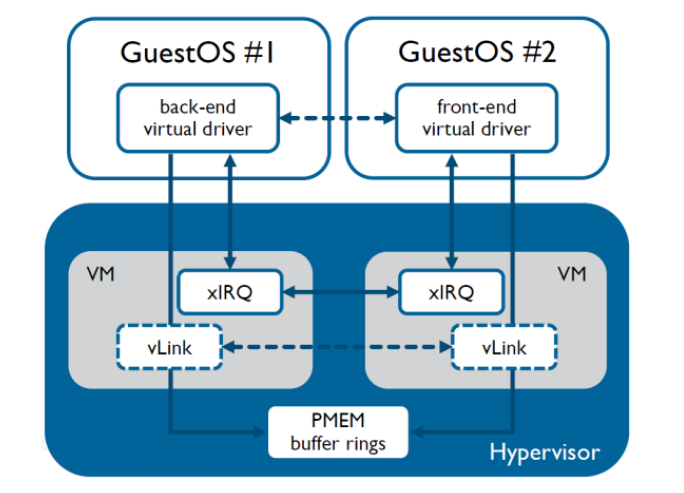 GuestOS #1
GuestOS #2
back-end
virtual driver
front-end
virtual driver
VM
VM
xIRQ
xIRQ
vLink
vLink
PMEM
buffer rings
Hypervisor